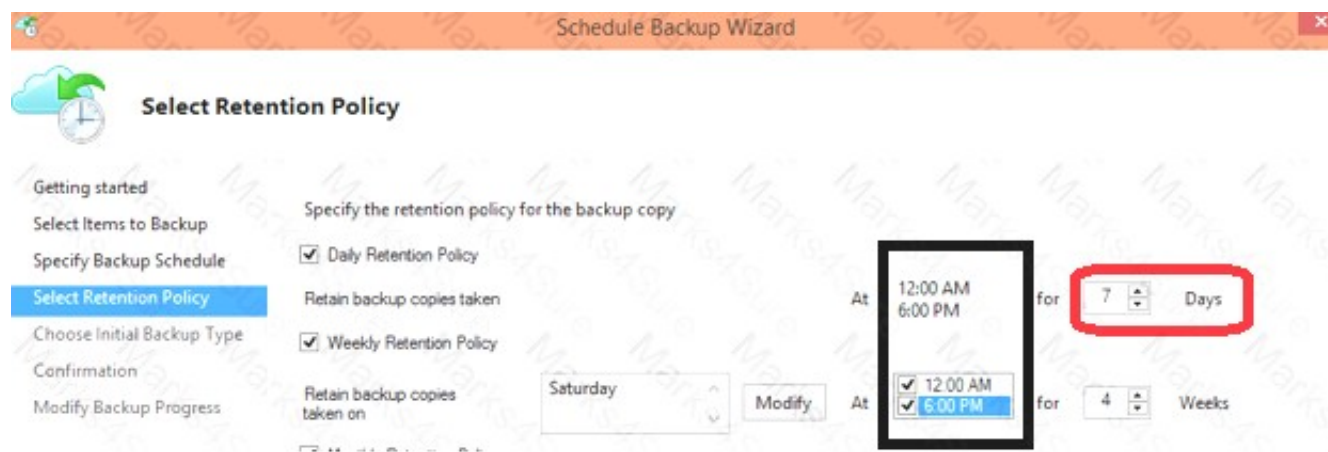 Schedule Backup Wizard
Select Retention Policy
Getting started
Select Items to Backup
Specify Backup Schedule
Select Retention Policy
Choose Initial Backup Type
Confirmation
Modify Backup Progress
Specify the retention policy for the backup copy
Daily Retention Policy
Retain backup copies taken At 12:00 AM 6:00 PM for 7 Days
Weekly Retention Policy
Retain backup copies taken on Saturday Modify At 12:00 AM 6:00 PM for 4 Weeks